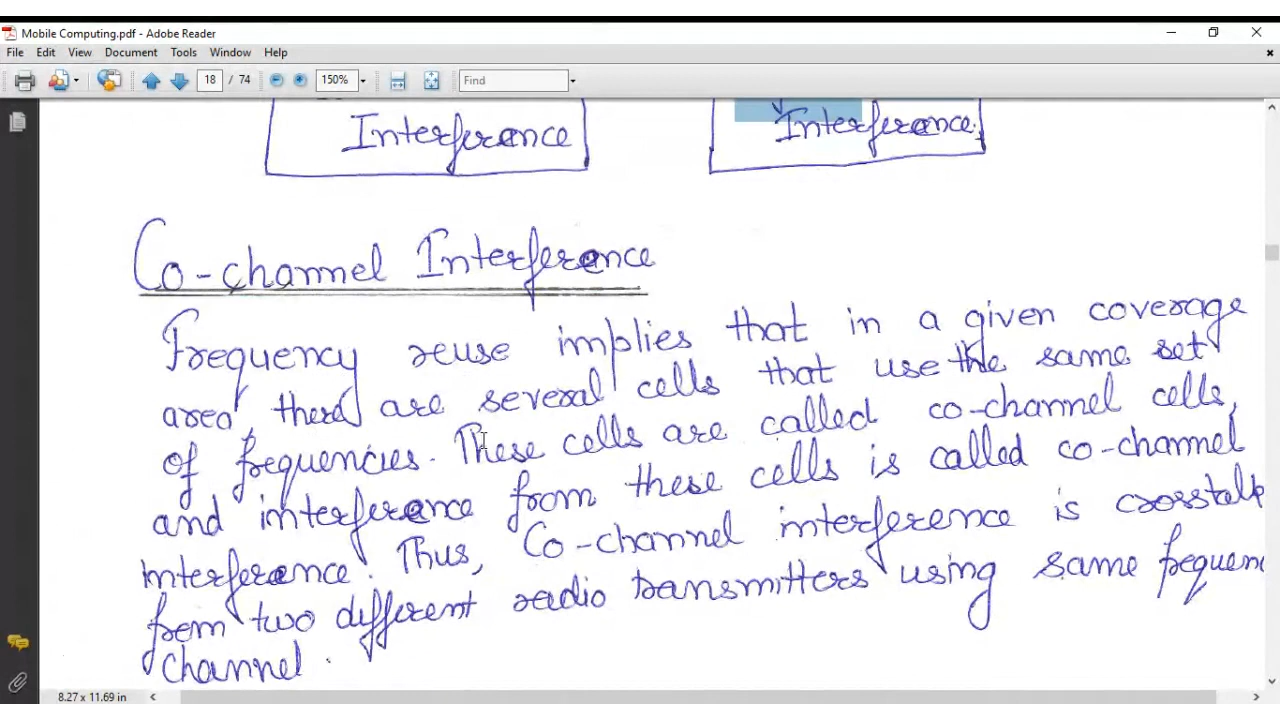 Mobile Computing.pdf - Adobe Reader
File Edit View Document Tools Window Help
18 / 74 150% Find
Interference Interference
Co-channel Interference
Frequency reuse implies that in a given coverage
area, there are several cells that use the same set
of frequencies. These cells are called co-channel cells,
and interference from these cells is called co-channel
interference. Thus, Co-channel interference is crosstalk
from two different radio transmitters using same frequen
channel.
8.27 x 11.69 in